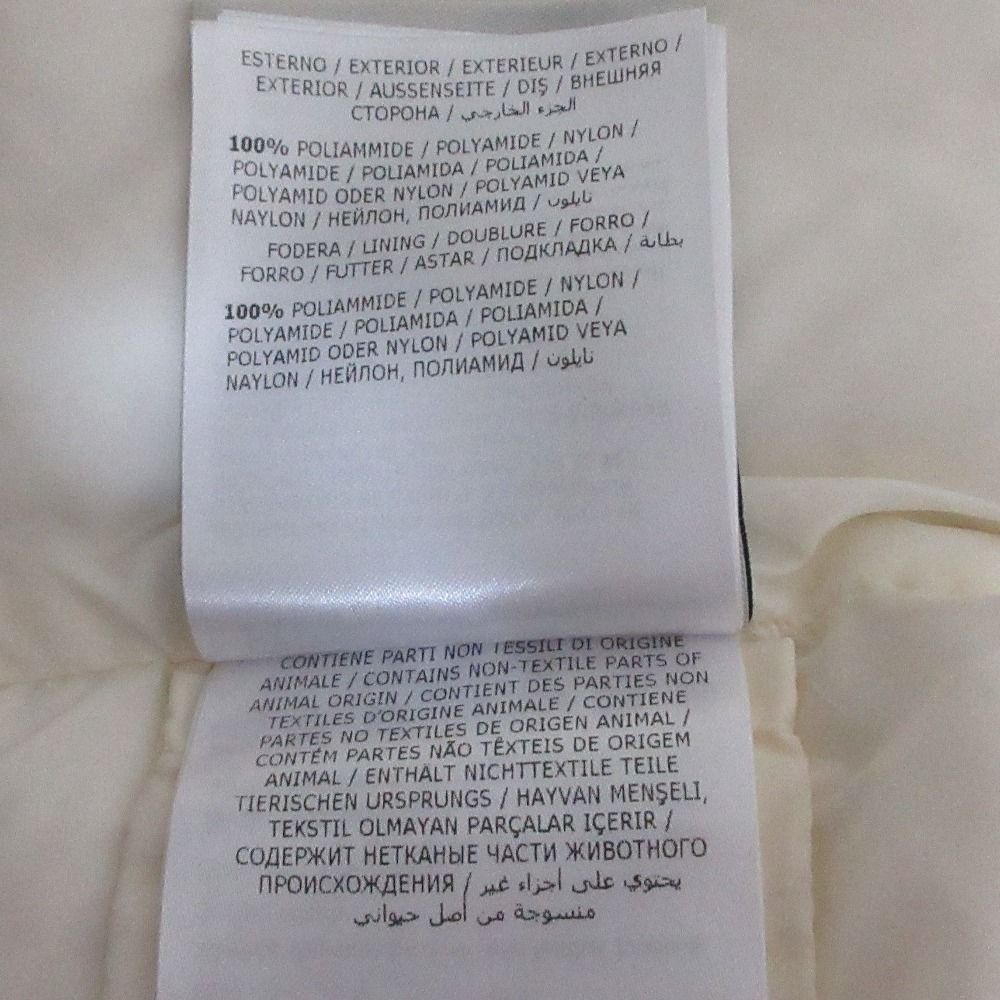 ESTERNO / EXTERIOR / EXTERIEUR / EXTERNO /
EXTERIOR / AUSSENSEITE / DIŞ / ВНЕШНЯЯ
СТОРОНА / الجزء الخارجي
100% POLIAMMIDE / POLYAMIDE / NYLON /
POLYAMIDE / POLIAMIDA / POLIAMIDA /
POLYAMID ODER NYLON / POLYAMID VEYA
NAYLON / НЕЙЛОН, ПОЛИАМИД / نايلون
FODERA / LINING / DOUBLURE / FORRO /
FORRO / FUTTER / ASTAR / ПОДКЛАДКА / بطانة
100% POLIAMMIDE / POLYAMIDE / NYLON /
POLYAMIDE / POLIAMIDA / POLIAMIDA /
POLYAMID ODER NYLON / POLYAMID VEYA
NAYLON / НЕЙЛОН, ПОЛИАМИД / نايلون
CONTIENE PARTI NON TESSILI DI ORIGINE
ANIMALE / CONTAINS NON-TEXTILE PARTS OF
ANIMAL ORIGIN / CONTIENT DES PARTIES NON
TEXTILES D'ORIGINE ANIMALE / CONTIENE
PARTES NO TEXTILES DE ORIGEN ANIMAL /
CONTÉM PARTES NÃO TÊXTEIS DE ORIGEM
ANIMAL / ENTHÄLT NICHTTEXTILE TEILE
TIERISCHEN URSPRUNGS / HAYVAN MENŞELİ,
TEKSTIL OLMAYAN PARÇALAR IÇERIR /
СОДЕРЖИТ НЕТКАНЫЕ ЧАСТИ ЖИВОТНОГО
ПРОИСХОЖДЕНИЯ / يحتوي على أجزاء غير
منسوجة من أصل حيواني